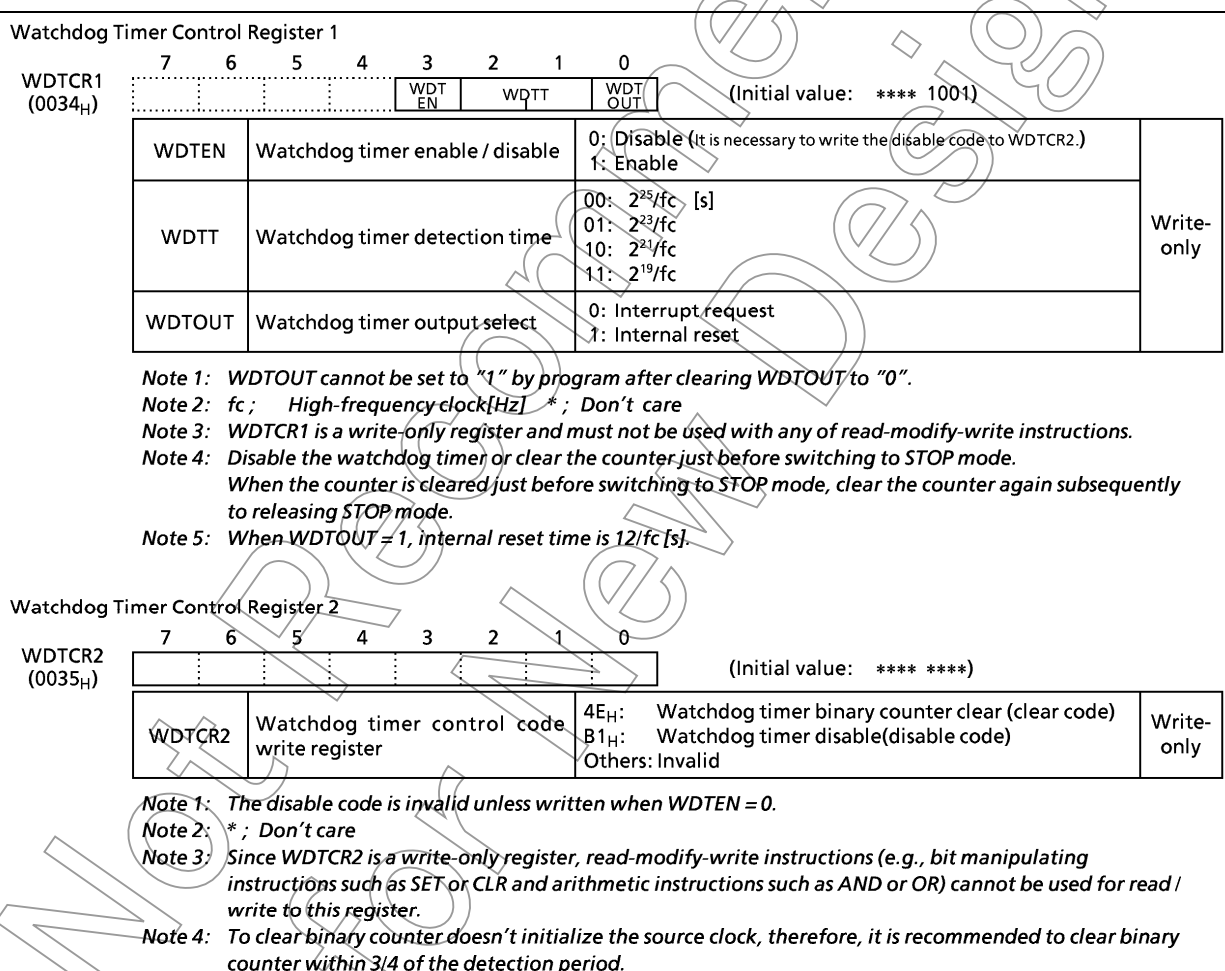 Watchdog Timer Control Register 1
7 6 5 4 3 2 1 0
WDTCR1
(0034H)
WDT
EN
WDTT
WDT
OUT
(Initial value: **** 1001)
WDTEN
Watchdog timer enable / disable
0: Disable (It is necessary to write the disable code to WDTCR2.)
1: Enable
WDTT
Watchdog timer detection time
00: 2²⁵/fc [s]
01: 2²³/fc
10: 2²¹/fc
11: 2¹⁹/fc
WDTOUT
Watchdog timer output select
0: Interrupt request
1: Internal reset
Write-
only
Note 1: WDTOUT cannot be set to "1" by program after clearing WDTOUT to "0".
Note 2: fc ; High-frequency clock[Hz] * ; Don't care
Note 3: WDTCR1 is a write-only register and must not be used with any of read-modify-write instructions.
Note 4: Disable the watchdog timer or clear the counter just before switching to STOP mode.
When the counter is cleared just before switching to STOP mode, clear the counter again subsequently
to releasing STOP mode.
Note 5: When WDTOUT = 1, internal reset time is 12/fc [s].
Watchdog Timer Control Register 2
7 6 5 4 3 2 1 0
WDTCR2
(0035H)
(Initial value: **** ****)
WDTCR2
Watchdog timer control code
write register
4EH: Watchdog timer binary counter clear (clear code)
B1H: Watchdog timer disable(disable code)
Others: Invalid
Write-
only
Note 1: The disable code is invalid unless written when WDTEN = 0.
Note 2: * ; Don't care
Note 3: Since WDTCR2 is a write-only register, read-modify-write instructions (e.g., bit manipulating
instructions such as SET or CLR and arithmetic instructions such as AND or OR) cannot be used for read /
write to this register.
Note 4: To clear binary counter doesn't initialize the source clock, therefore, it is recommended to clear binary
counter within 3/4 of the detection period.
Not Recomme
for New Desig